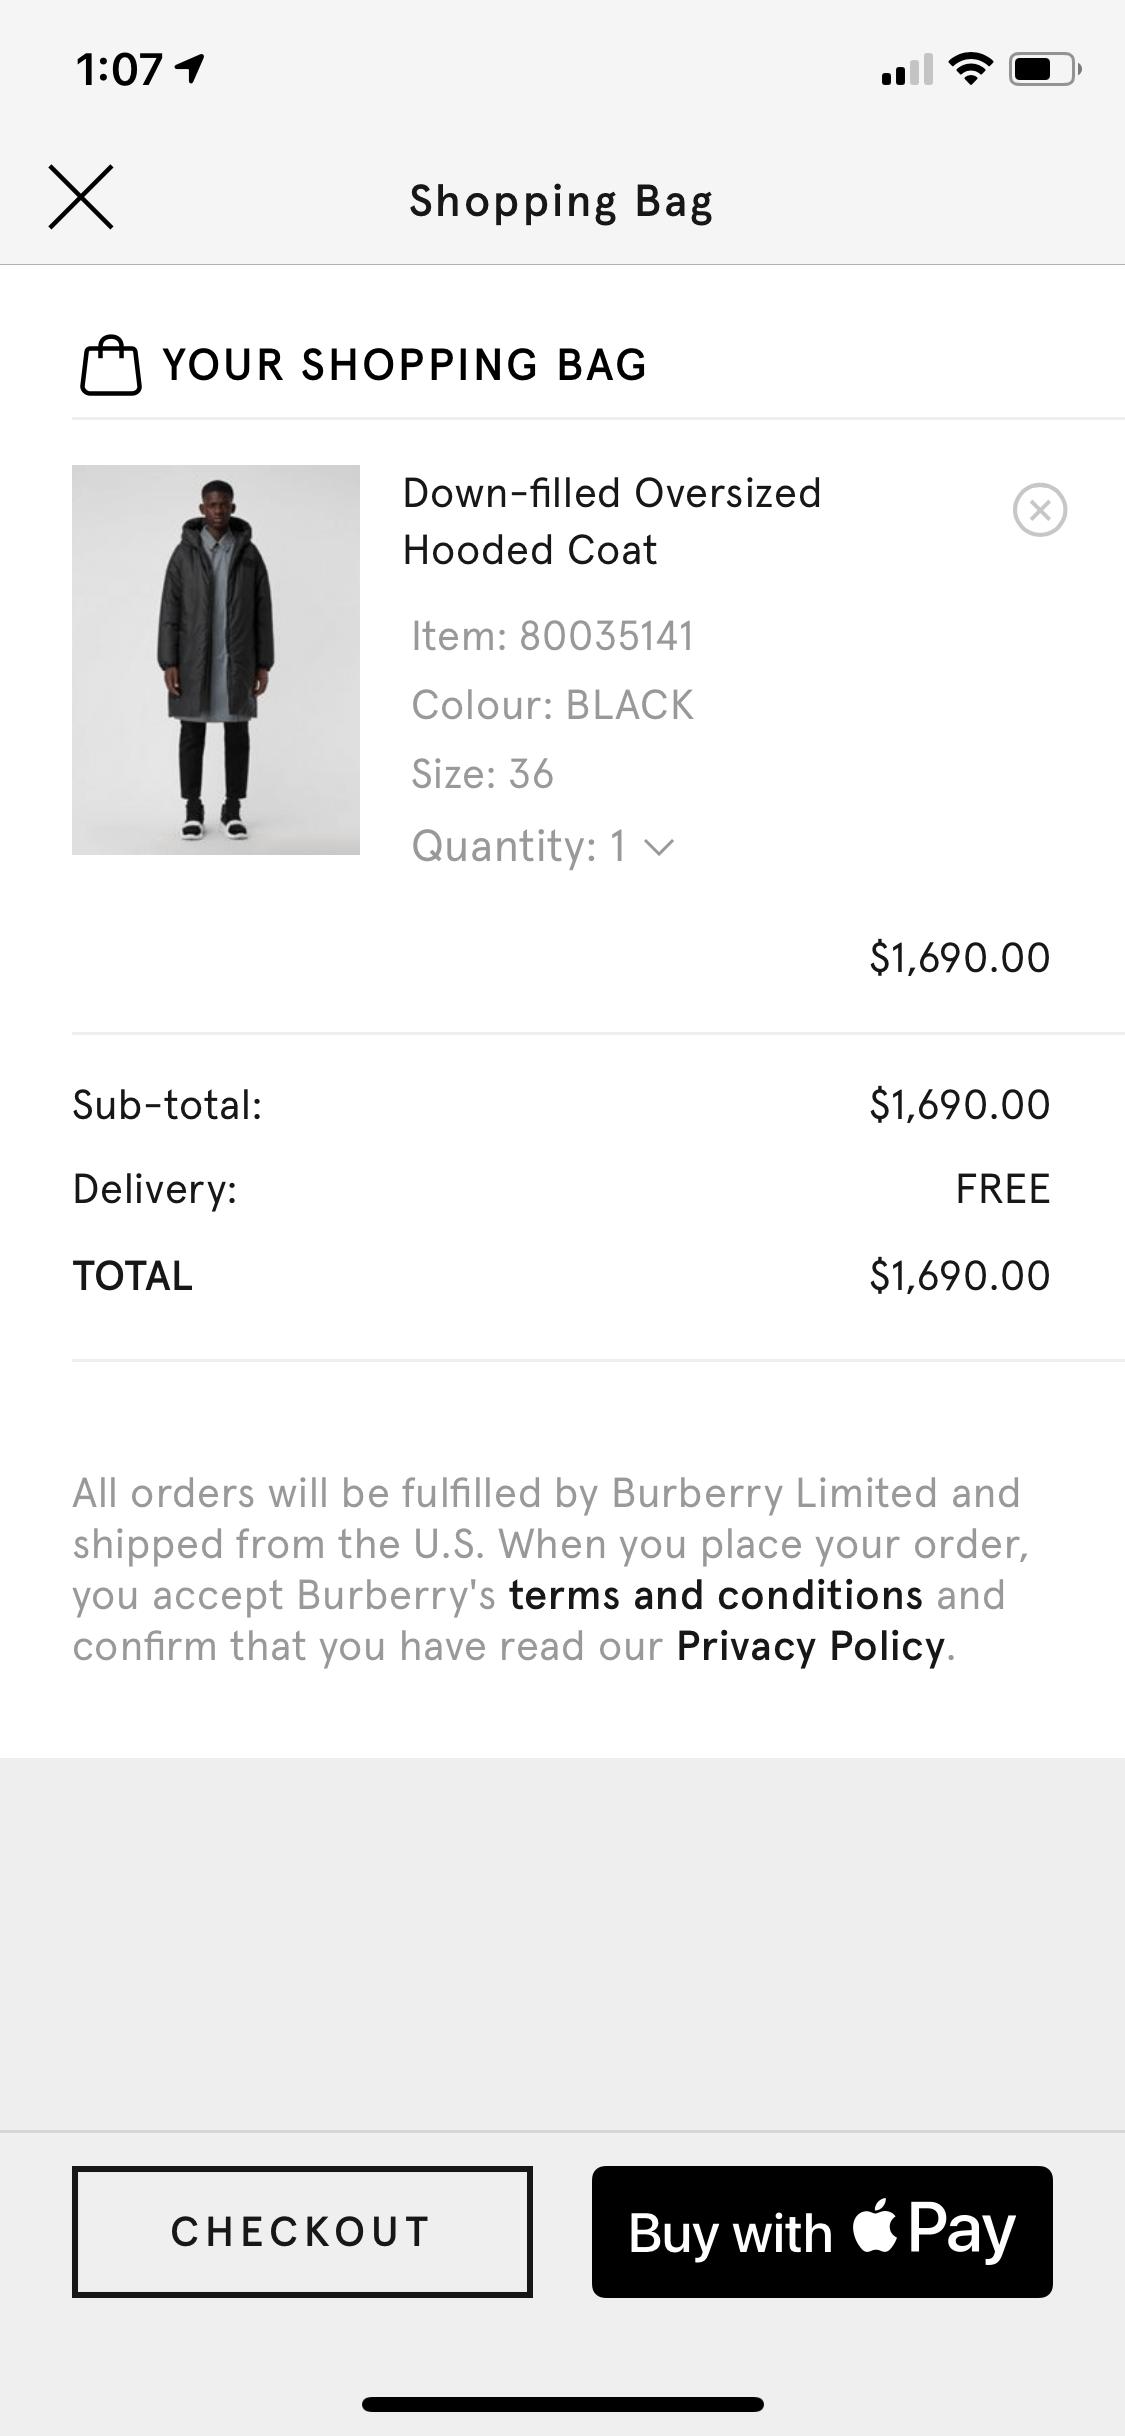 1:07
Shopping Bag
YOUR SHOPPING BAG
Down-filled Oversized
Hooded Coat
Item: 80035141
Colour: BLACK
Size: 36
Quantity: 1
$1,690.00
Sub-total: $1,690.00
Delivery: FREE
TOTAL $1,690.00
All orders will be fulfilled by Burberry Limited and
shipped from the U.S. When you place your order,
you accept Burberry's terms and conditions and
confirm that you have read our Privacy Policy.
CHECKOUT
Buy with Pay